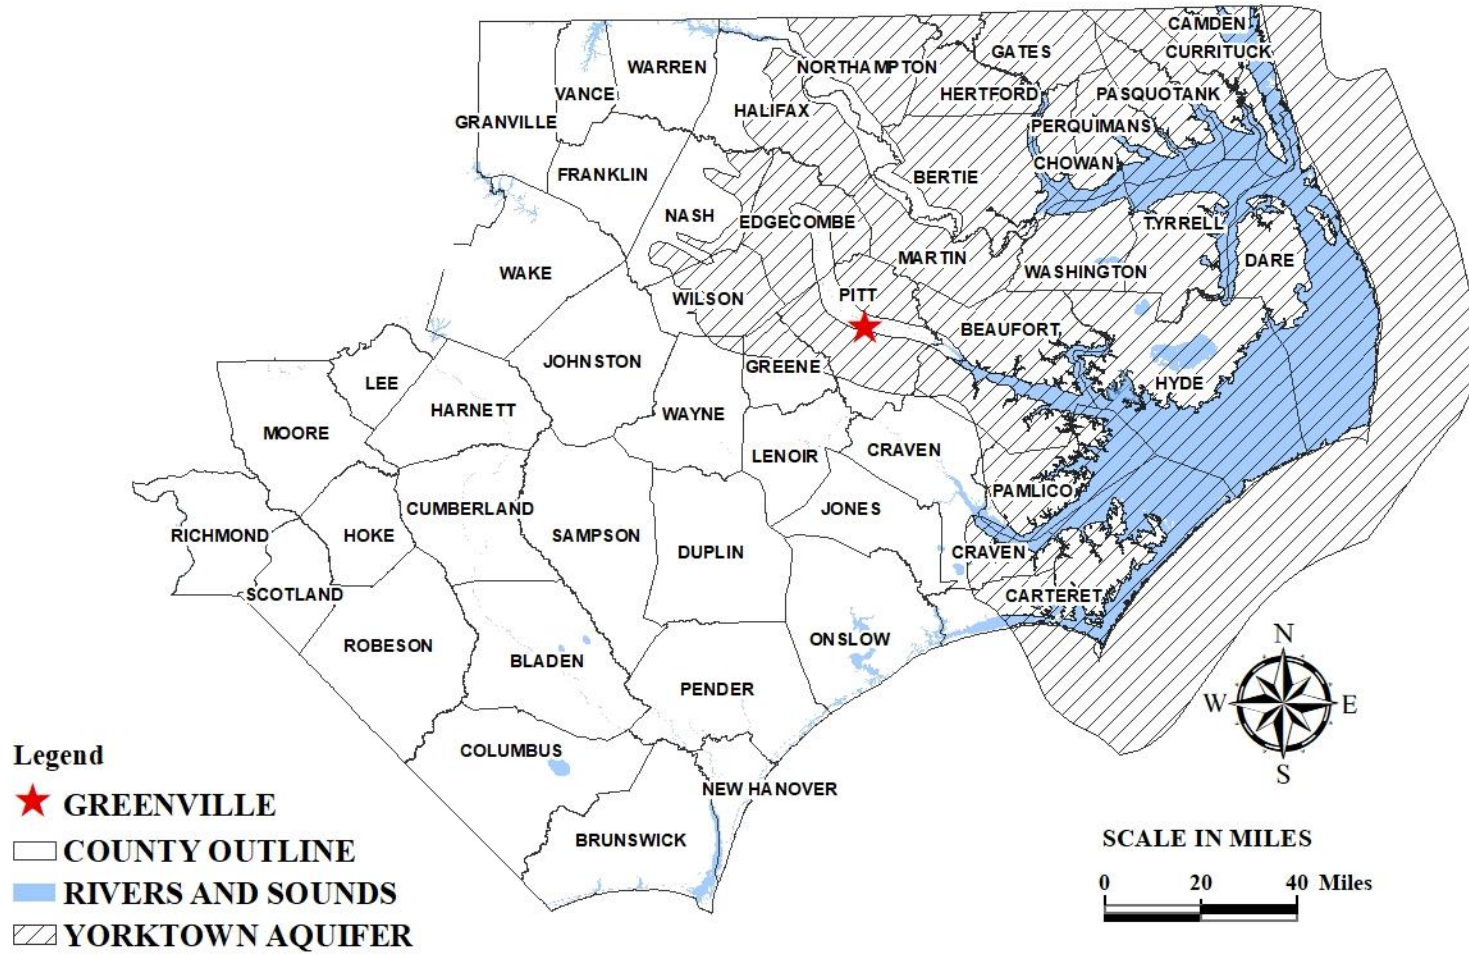 CAMDEN
CURRITUCK
GATES
WARREN
NORTHAMPTON
VANCE
HERTFORD
PASQUOTANK
HALIFAX
GRANVILLE
PERQUIMANS
CHOWAN
FRANKLIN
BERTIE
NASH
EDGECOMBE
TYRRELL
MARTIN
DARE
WAKE
WASHINGTON
WILSON
PITT
BEAUFORT
JOHNSTON
GREENE
LEE
HYDE
HARNETT
WAYNE
MOORE
LENOIR
CRAVEN
PAMLICO
CUMBERLAND
JONES
RICHMOND
HOKE
SAMPSON
DUPLIN
CRAVEN
SCOTLAND
CARTERET
ROBESON
ONSLOW
BLADEN
PENDER
COLUMBUS
NEW HANOVER
BRUNSWICK
N
W
E
S
Legend
GREENVILLE
COUNTY OUTLINE
RIVERS AND SOUNDS
YORKTOWN AQUIFER
SCALE IN MILES
0 20 40 Miles